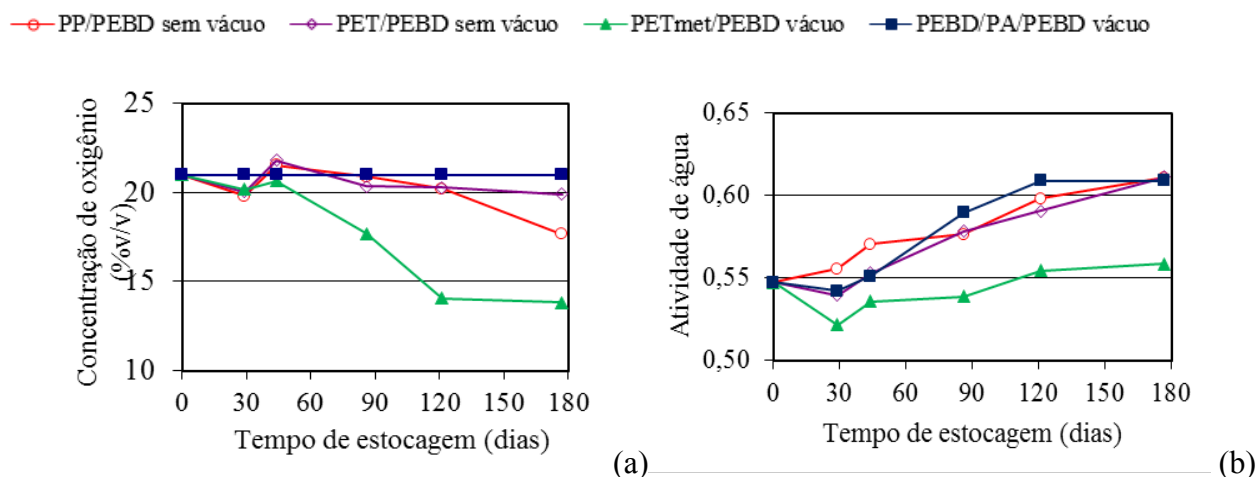 PP/PEBD sem vácuo PET/PEBD sem vácuo PETmet/PEBD vácuo PEBD/PA/PEBD vácuo
Concentração de oxigênio
(%v/v)
25
20
15
10
0 30 60 90 120 150 180
Tempo de estocagem (dias)
(a)
Atividade de água
0,65
0,60
0,55
0,50
0 30 60 90 120 150 180
Tempo de estocagem (dias)
(b)